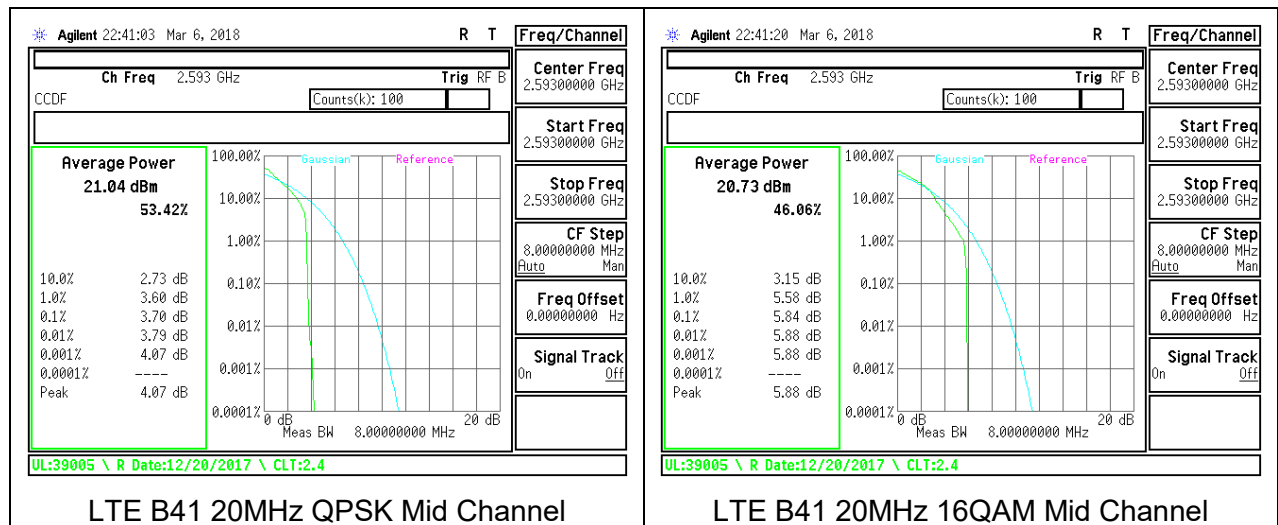 Agilent 22:41:03 Mar 6, 2018 R T
Freq/Channel
Ch Freq 2.593 GHz Trig RF B
CCDF Counts(k): 100
Center Freq
2.59300000 GHz
Start Freq
2.59300000 GHz
Stop Freq
2.59300000 GHz
CF Step
8.00000000 MHz
Auto Man
Freq Offset
0.00000000 Hz
Signal Track
On Off
Average Power
21.04 dBm
53.42%
10.0% 2.73 dB
1.0% 3.60 dB
0.1% 3.70 dB
0.01% 3.79 dB
0.001% 4.07 dB
0.0001% ----
Peak 4.07 dB
Gaussian Reference
100.00%
10.00%
1.00%
0.10%
0.01%
0.001%
0.0001%
0 dB 20 dB
Meas BW 8.00000000 MHz
UL:39005 \ R Date:12/20/2017 \ CLT:2.4
LTE B41 20MHz QPSK Mid Channel
Agilent 22:41:20 Mar 6, 2018 R T
Freq/Channel
Ch Freq 2.593 GHz Trig RF B
CCDF Counts(k): 100
Center Freq
2.59300000 GHz
Start Freq
2.59300000 GHz
Stop Freq
2.59300000 GHz
CF Step
8.00000000 MHz
Auto Man
Freq Offset
0.00000000 Hz
Signal Track
On Off
Average Power
20.73 dBm
46.06%
10.0% 3.15 dB
1.0% 5.58 dB
0.1% 5.84 dB
0.01% 5.88 dB
0.001% 5.88 dB
0.0001% ----
Peak 5.88 dB
Gaussian Reference
100.00%
10.00%
1.00%
0.10%
0.01%
0.001%
0.0001%
0 dB 20 dB
Meas BW 8.00000000 MHz
UL:39005 \ R Date:12/20/2017 \ CLT:2.4
LTE B41 20MHz 16QAM Mid Channel